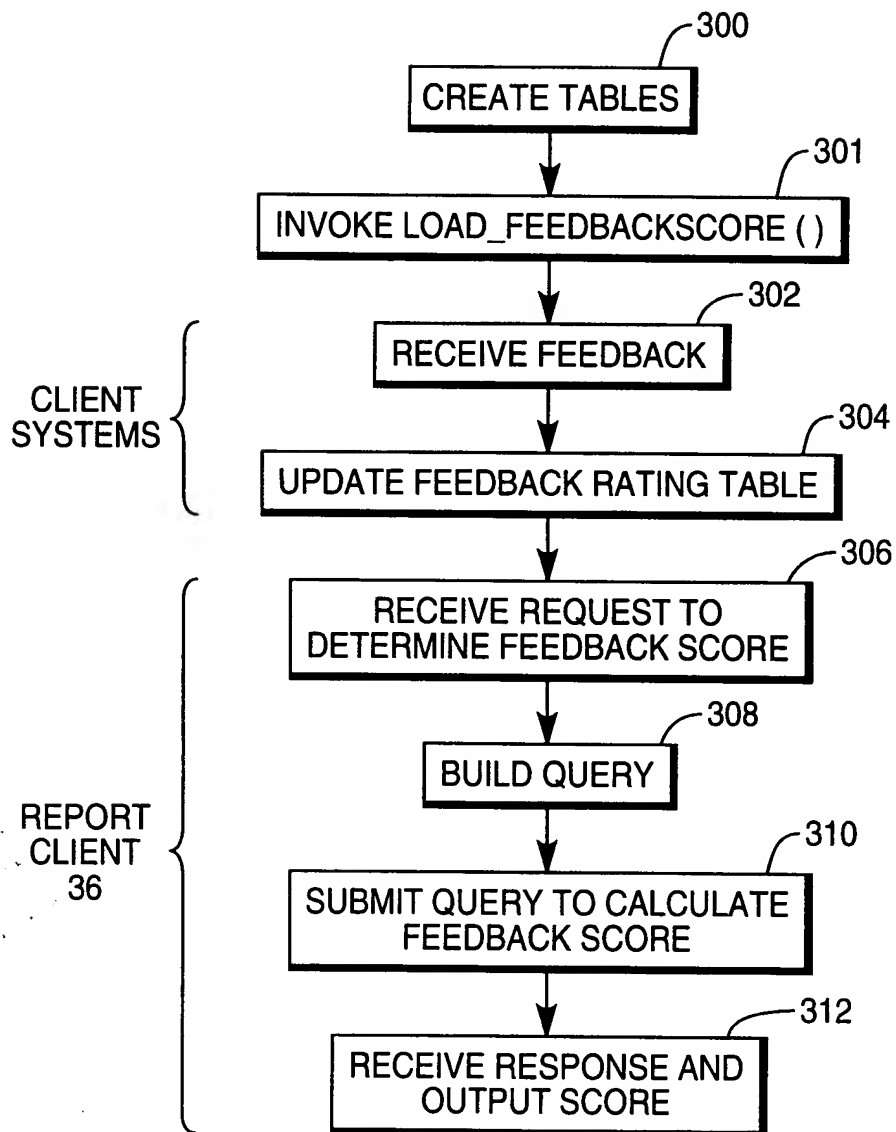 300
CREATE TABLES
301
INVOKE LOAD_FEEDBACKSCORE ( )
302
RECEIVE FEEDBACK
CLIENT
SYSTEMS
304
UPDATE FEEDBACK RATING TABLE
306
RECEIVE REQUEST TO
DETERMINE FEEDBACK SCORE
308
BUILD QUERY
REPORT
CLIENT
36
310
SUBMIT QUERY TO CALCULATE
FEEDBACK SCORE
312
RECEIVE RESPONSE AND
OUTPUT SCORE